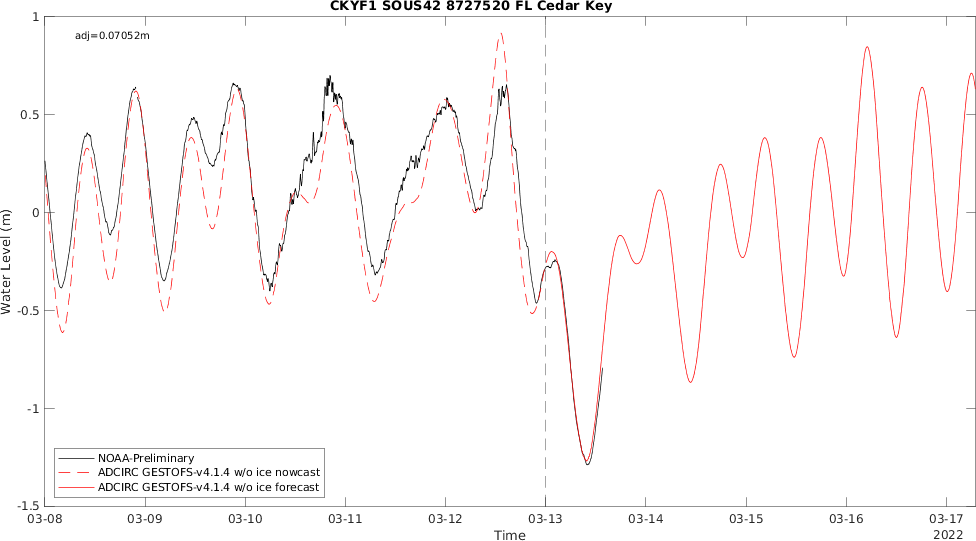 CKYF1 SOUS42 8727520 FL Cedar Key
adj=0.07052m
1
0.5
0
-0.5
-1
-1.5
Water Level (m)
NOAA-Preliminary
ADCIRC GESTOFS-v4.1.4 w/o ice nowcast
ADCIRC GESTOFS-v4.1.4 w/o ice forecast
03-08 03-09 03-10 03-11 03-12 03-13 03-14 03-15 03-16 03-17
Time
2022